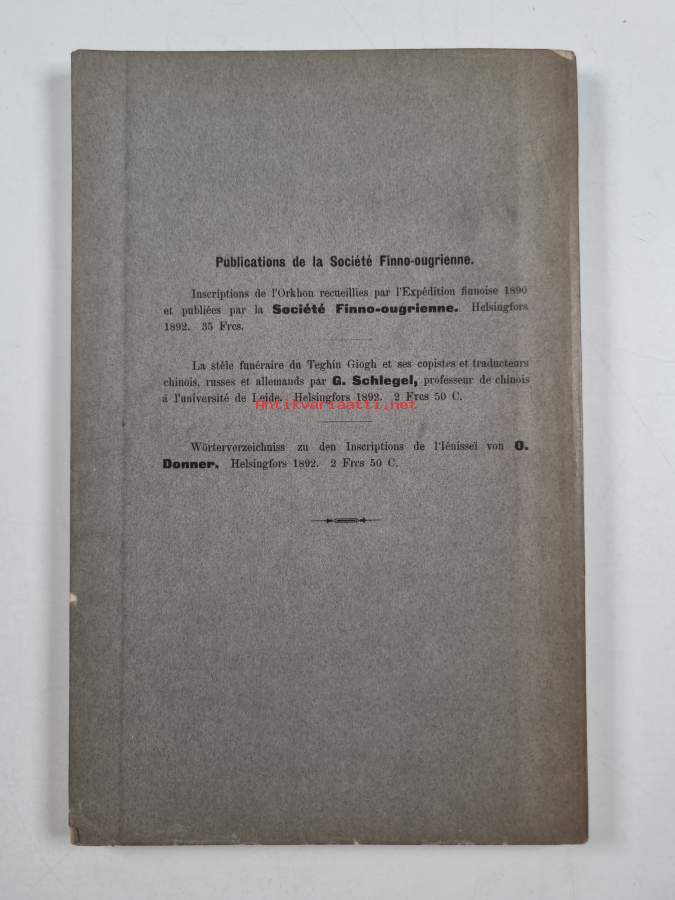 Publications de la Société Finno-ougrienne.
Inscriptions de l'Orkhon recueillies par l'Expédition finnoise 1890
et publiées par la Société Finno-ougrienne. Helsingfors
1892. 35 Frcs.
La stèle funéraire du Teghin Giogh et ses copistes et traducteurs
chinois, russes et allemands par G. Schlegel, professeur de chinois
à l'université de Leide. Helsingfors 1892. 2 Frcs 50 C.
Antikvariaatti.net
Wörterverzeichniss zu den Inscriptions de l'Iénisseï von O.
Donner. Helsingfors 1892. 2 Frcs 50 C.